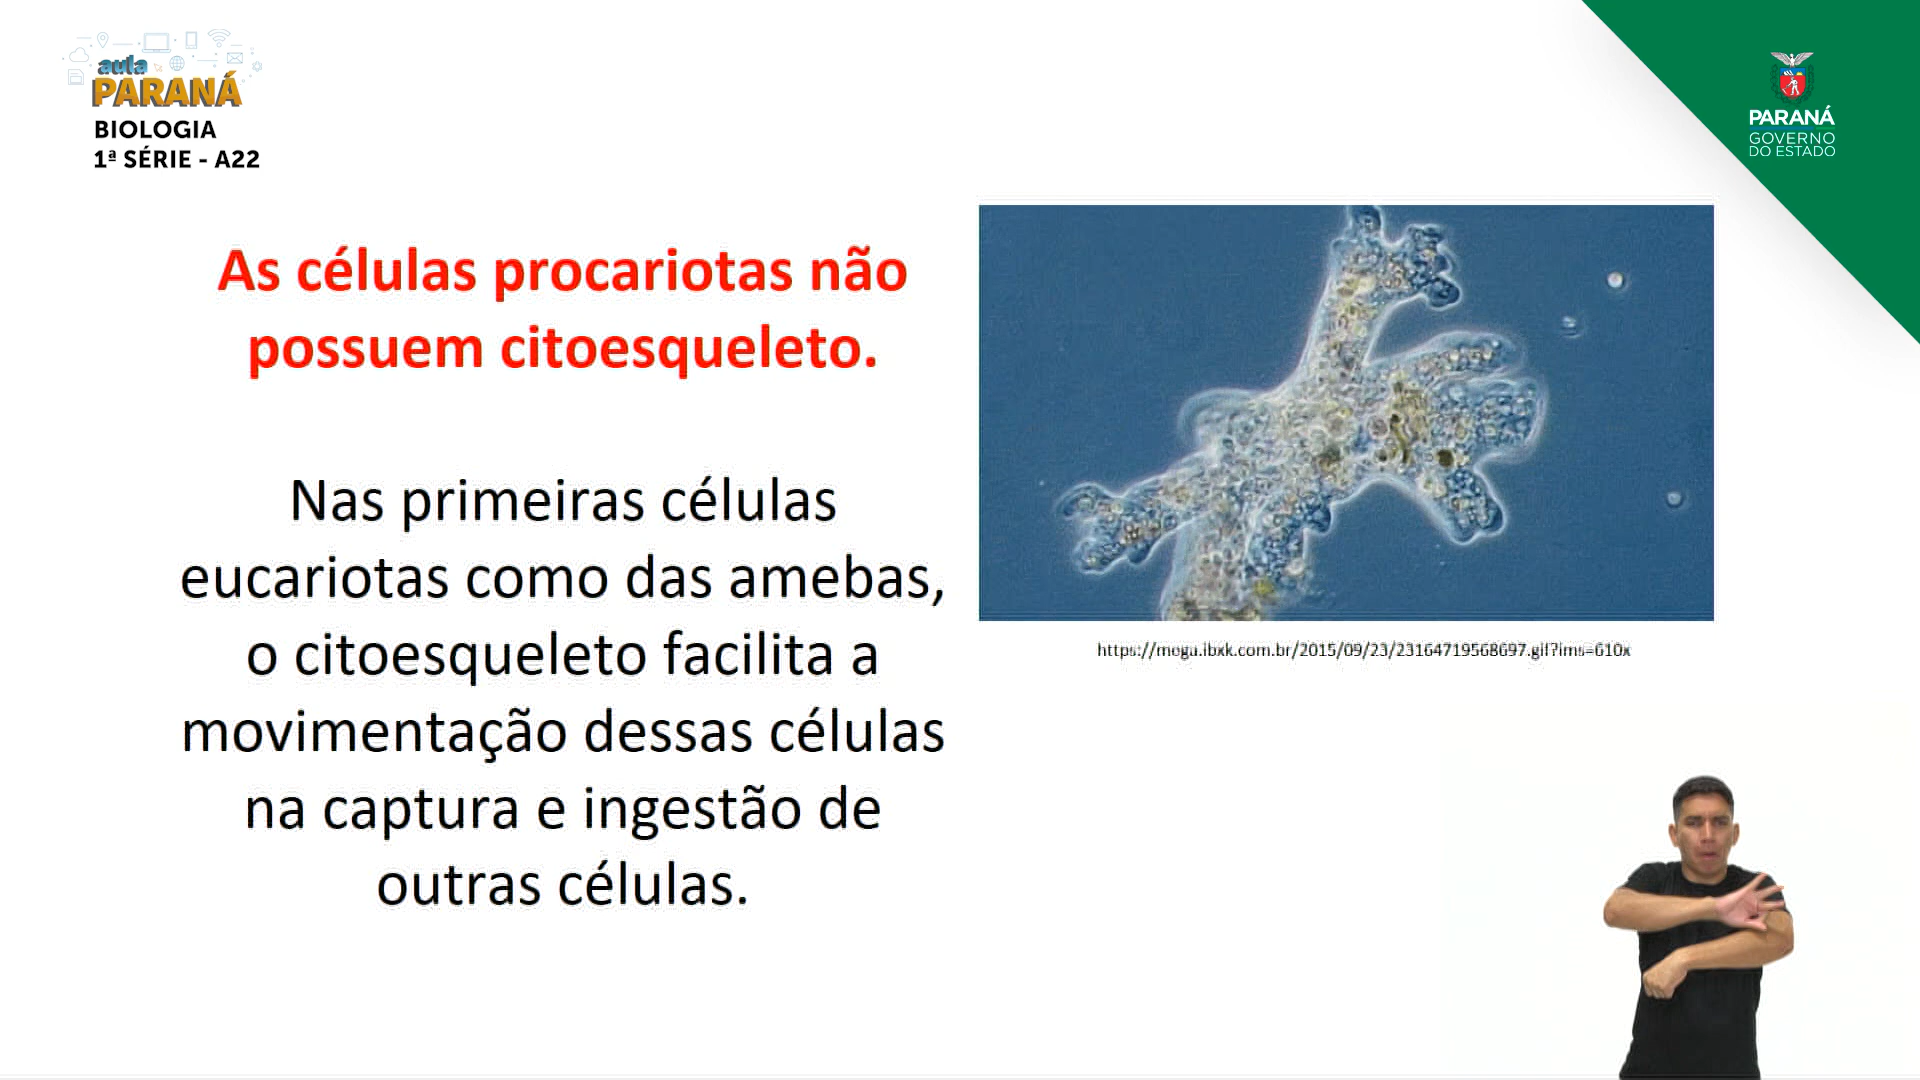 aula
PARANÁ
BIOLOGIA
1ª SÉRIE - A22
PARANÁ
GOVERNO
DO ESTADO
As células procariotas não
possuem citoesqueleto.
Nas primeiras células
eucariotas como das amebas,
o citoesqueleto facilita a
movimentação dessas células
na captura e ingestão de
outras células.
https://mega.ibxk.com.br/2015/09/23/23164719568697.gif?ims=610x